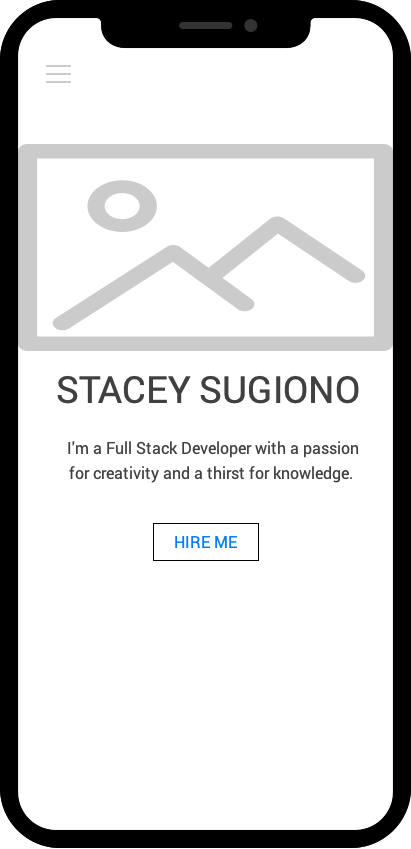 STACEY SUGIONO
I'm a Full Stack Developer with a passion
for creativity and a thirst for knowledge.
HIRE ME